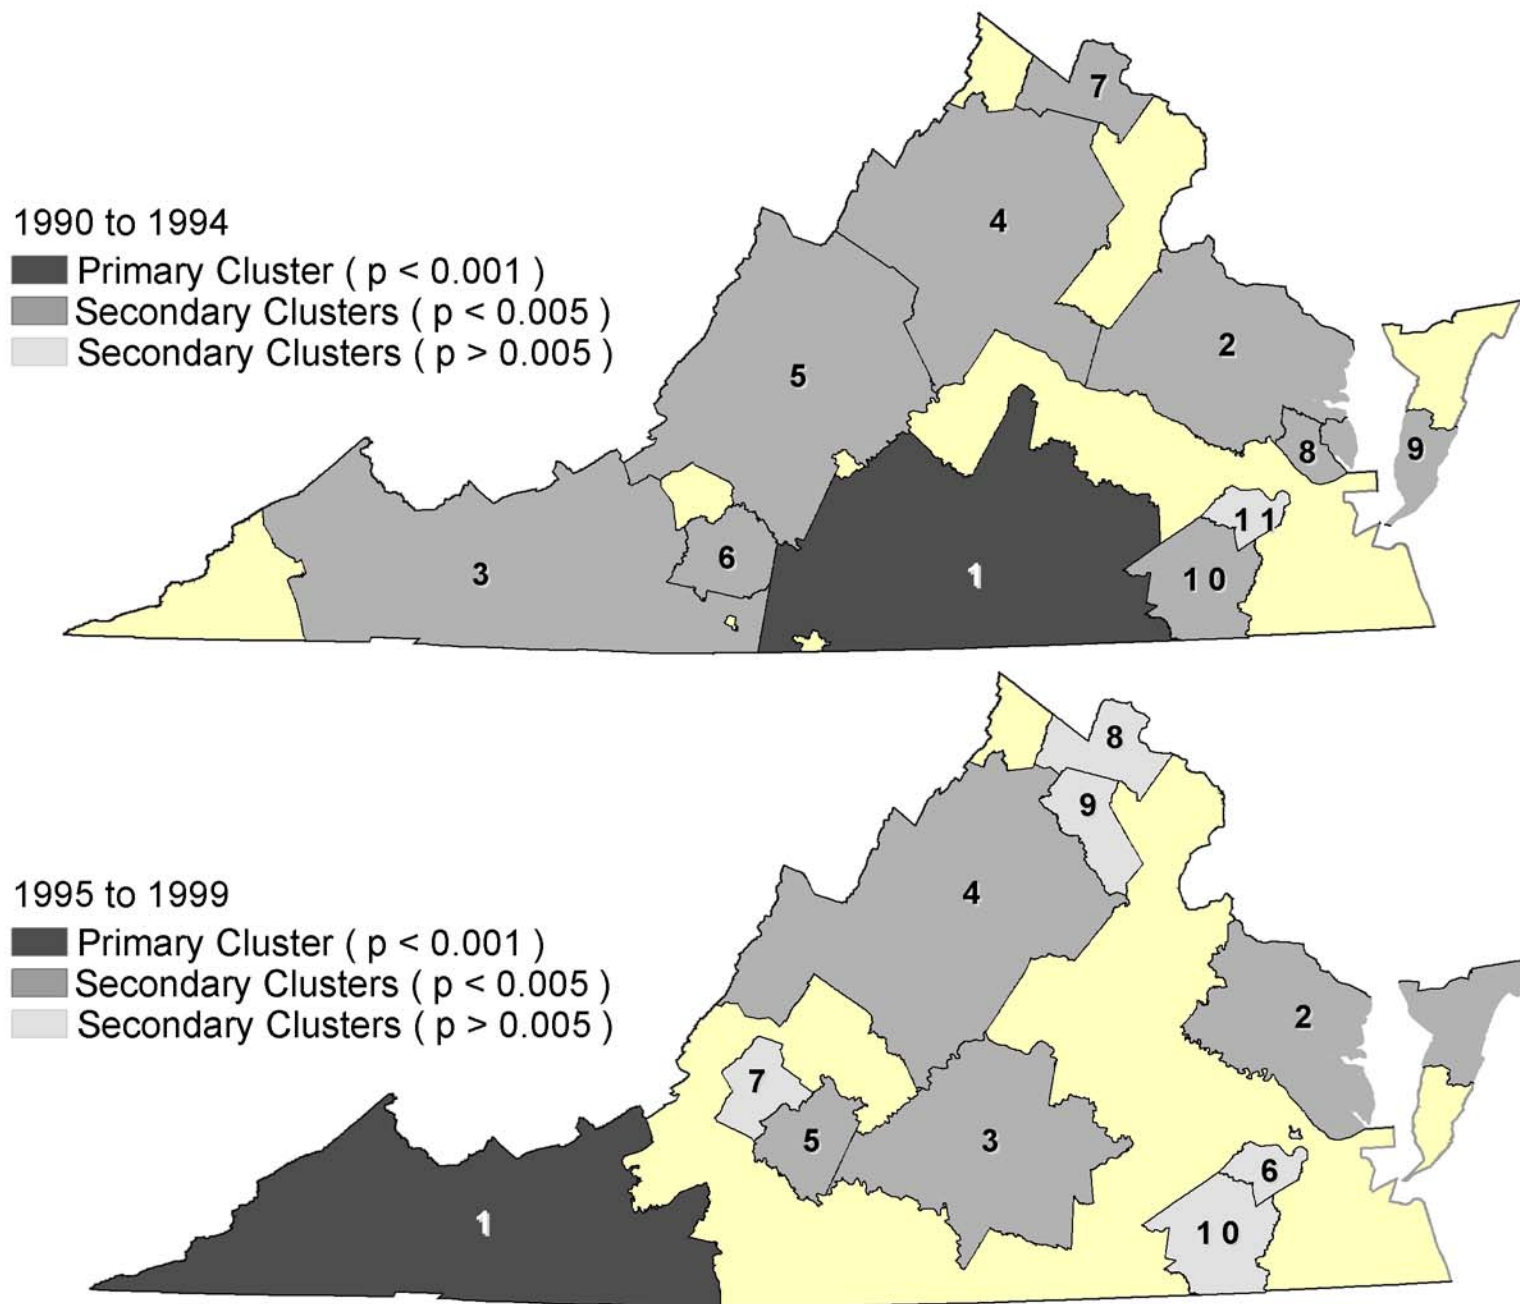 7
4
1990 to 1994
Primary Cluster ( p < 0.001 )
Secondary Clusters ( p < 0.005 )
Secondary Clusters ( p > 0.005 )
2
5
8
9
11
3
6
1
10
8
9
4
1995 to 1999
Primary Cluster ( p < 0.001 )
Secondary Clusters ( p < 0.005 )
Secondary Clusters ( p > 0.005 )
2
7
5
3
6
1
10